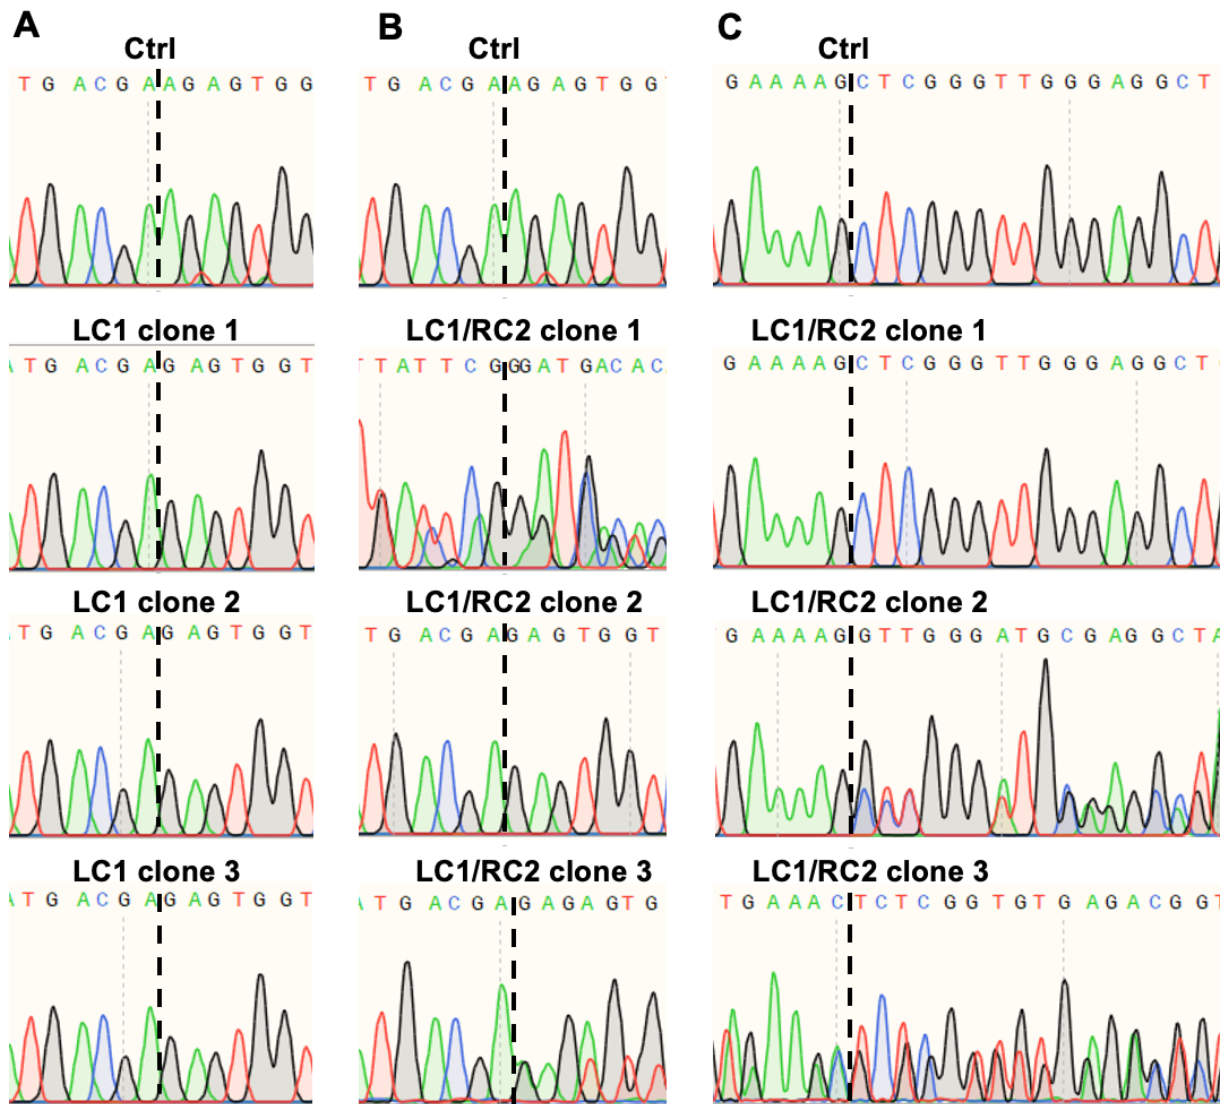 A B C
Ctrl Ctrl Ctrl
T G A C G A A G A G T G G
T G A C G A A G A G T G G
G A A A A G C T C G G G T T G G G A G G C T
LC1 clone 1 LC1/RC2 clone 1 LC1/RC2 clone 1
A T G A C G A G A G T G G T
T T A T T C G G G A T G A C A C
G A A A A G C T C G G G T T G G G A G G C T
LC1 clone 2 LC1/RC2 clone 2 LC1/RC2 clone 2
A T G A C G A G A G T G G T
T G A C G A G A G T G G T
G A A A A G G T T G G G A T G C G A G G C T A
LC1 clone 3 LC1/RC2 clone 3 LC1/RC2 clone 3
A T G A C G A G A G T G G T
A T G A C G A G A G A G T G
T G A A A C T C T C G G T G T G A G A C G G T